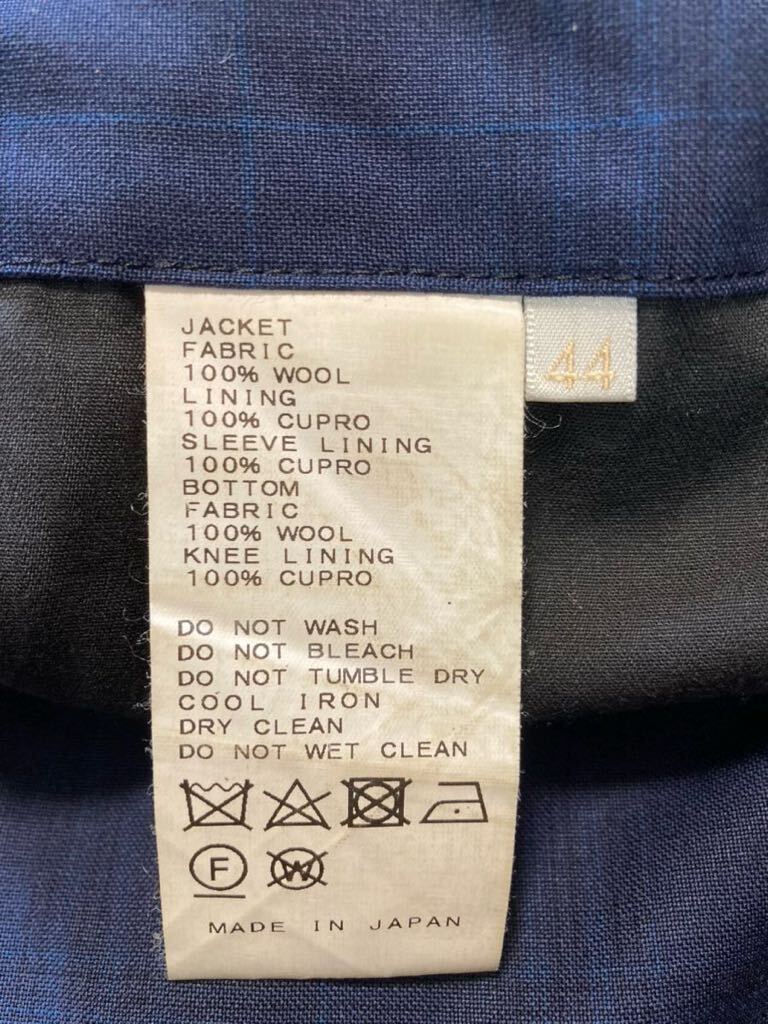 JACKET
FABRIC
100% WOOL
LINING
100% CUPRO
SLEEVE LINING
100% CUPRO
BOTTOM
FABRIC
100% WOOL
KNEE LINING
100% CUPRO
DO NOT WASH
DO NOT BLEACH
DO NOT TUMBLE DRY
COOL IRON
DRY CLEAN
DO NOT WET CLEAN
F W
MADE IN JAPAN
44